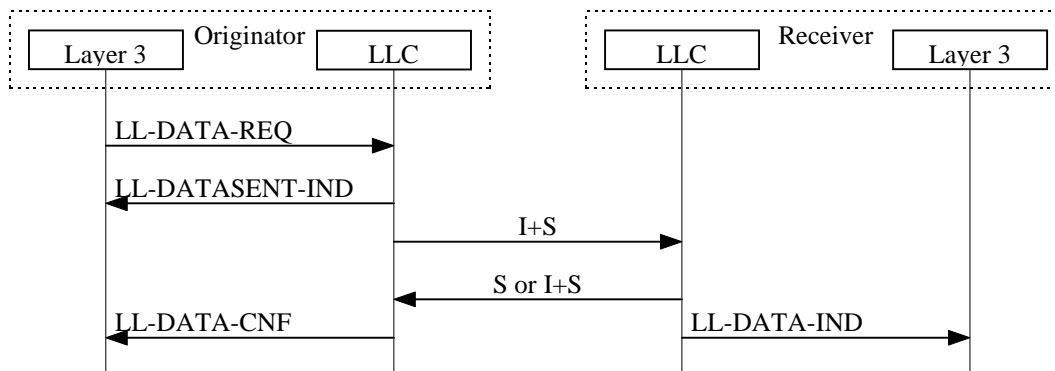 Originator
Receiver
Layer 3
LLC
LLC
Layer 3
LL-DATA-REQ
LL-DATASENT-IND
I+S
S or I+S
LL-DATA-CNF
LL-DATA-IND